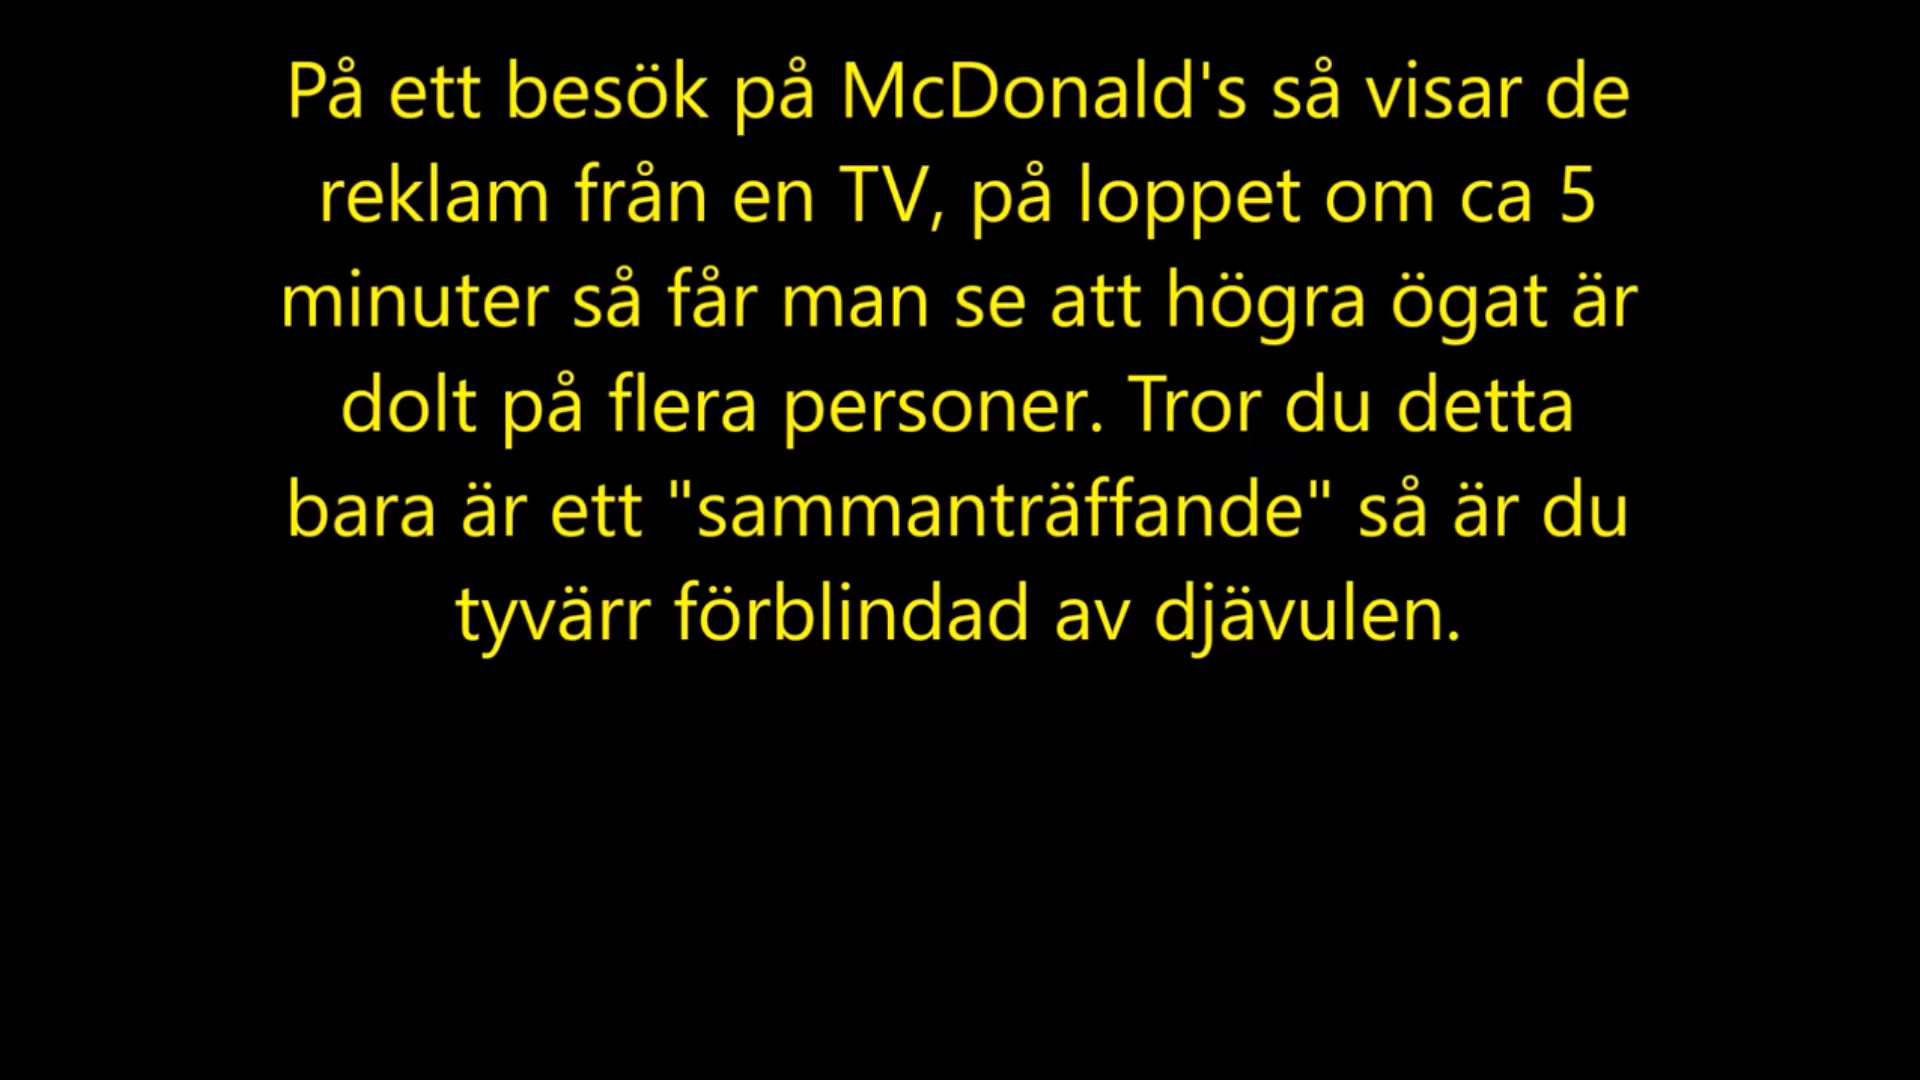 På ett besök på McDonald's så visar de
reklam från en TV, på loppet om ca 5
minuter så får man se att högra ögat är
dolt på flera personer. Tror du detta
bara är ett "sammanträffande" så är du
tyvärr förblindad av djävulen.